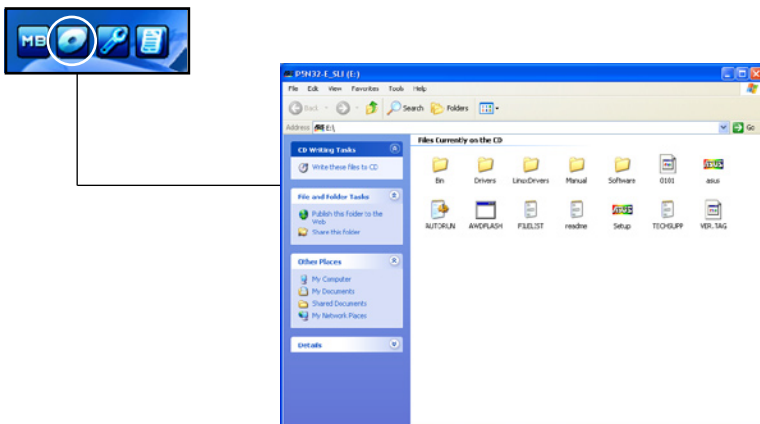 MB
P5N32-E_SLI (E:)
File Edit View Favorites Tools Help
Back Search Folders
Address E:\ Go
Files Currently on the CD
CD Writing Tasks
Write these files to CD
File and Folder Tasks
Publish this folder to the
Web
Share this folder
Other Places
My Computer
My Documents
Shared Documents
My Network Places
Details
Bin Drivers LinuxDrivers Manual Software 0101 asus
AUTORUN AWDFLASH FILELIST readme Setup TECHSUPP VER.TAG